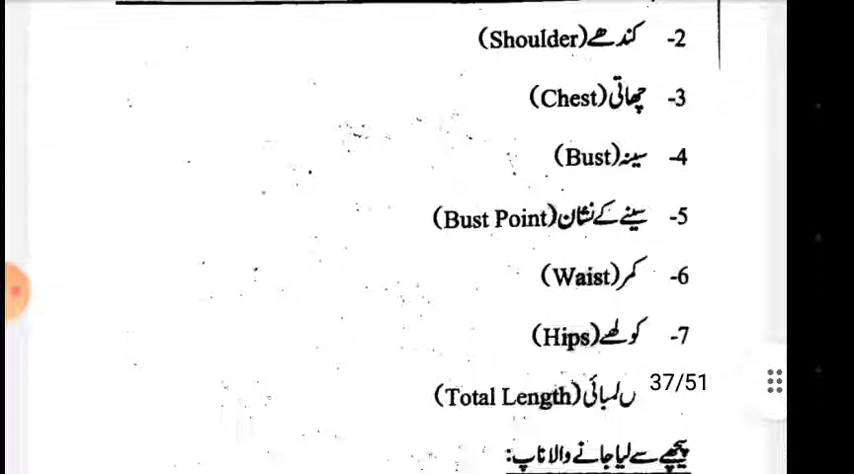 2- کندھے (Shoulder)
3- چھاتی (Chest)
4- سینہ (Bust)
5- سینے کے نشان (Bust Point)
6- کمر (Waist)
7- کولھے (Hips)
لمبائی (Total Length)
37/51
پیچھے سے لیا جانے والا ناپ: